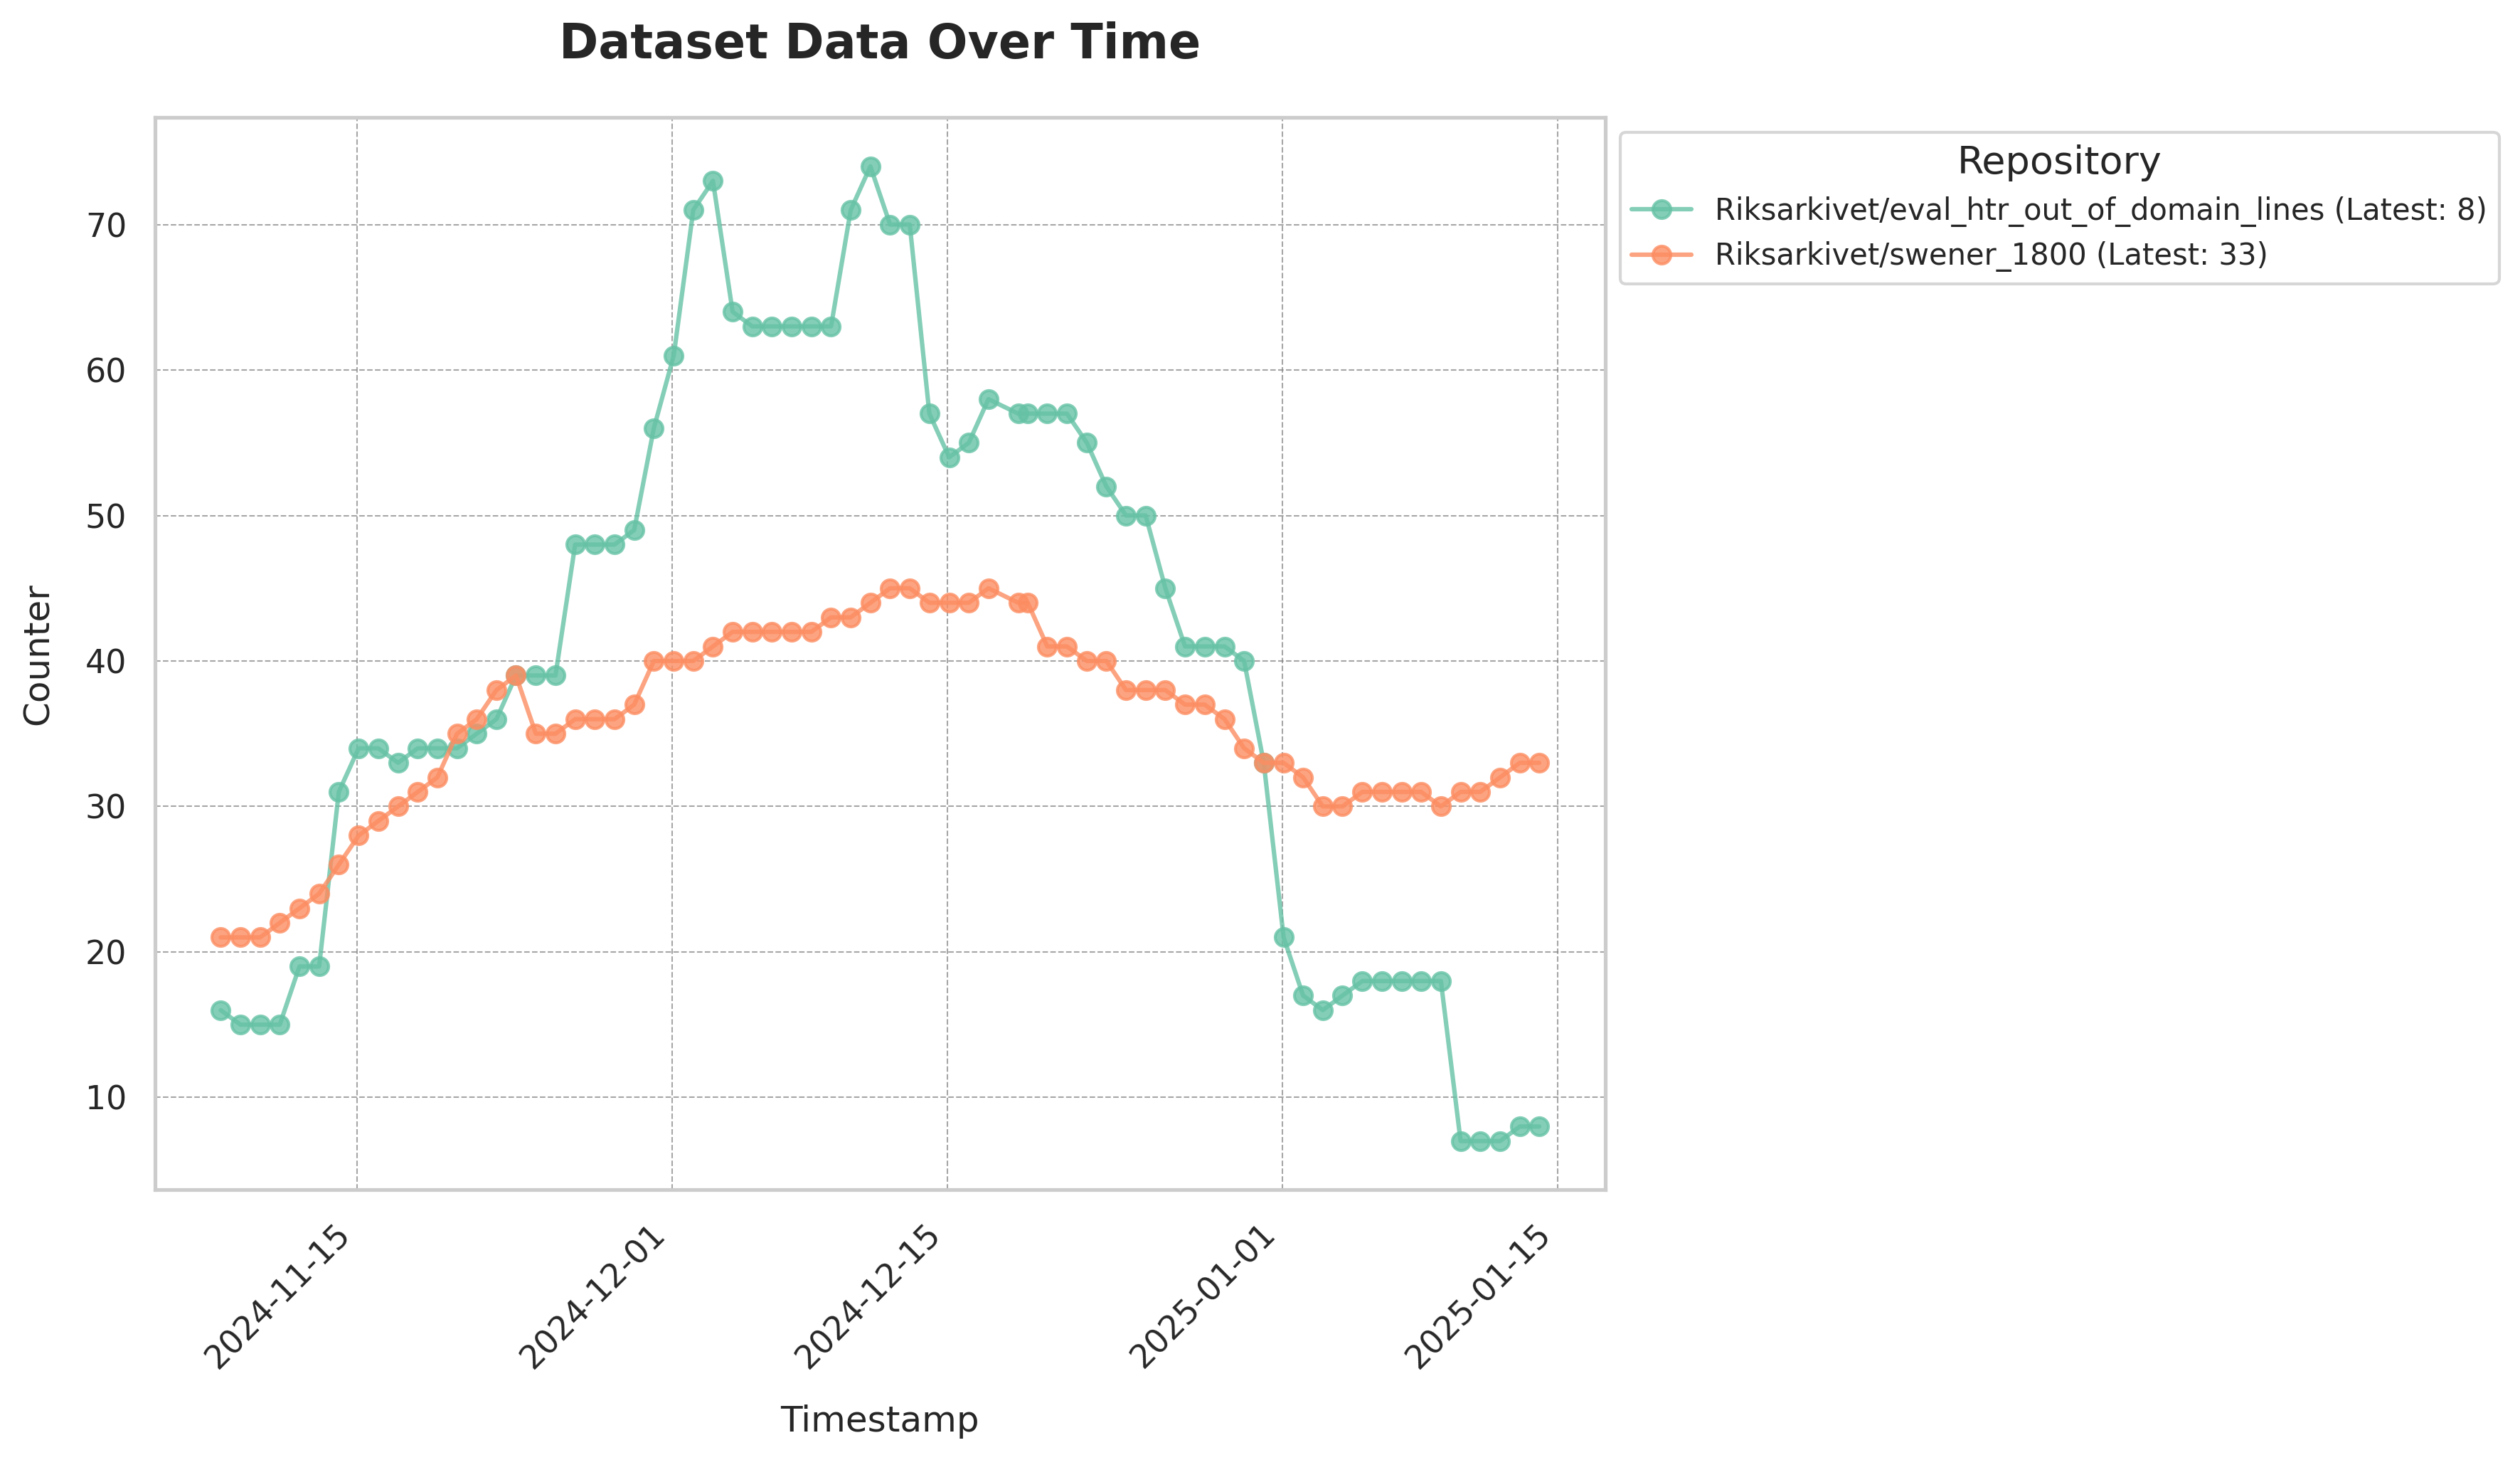 Dataset Data Over Time
Repository
Riksarkivet/eval_htr_out_of_domain_lines (Latest: 8)
Riksarkivet/swener_1800 (Latest: 33)
Counter
70
60
50
40
30
20
10
2024-11-15
2024-12-01
2024-12-15
2025-01-01
2025-01-15
Timestamp